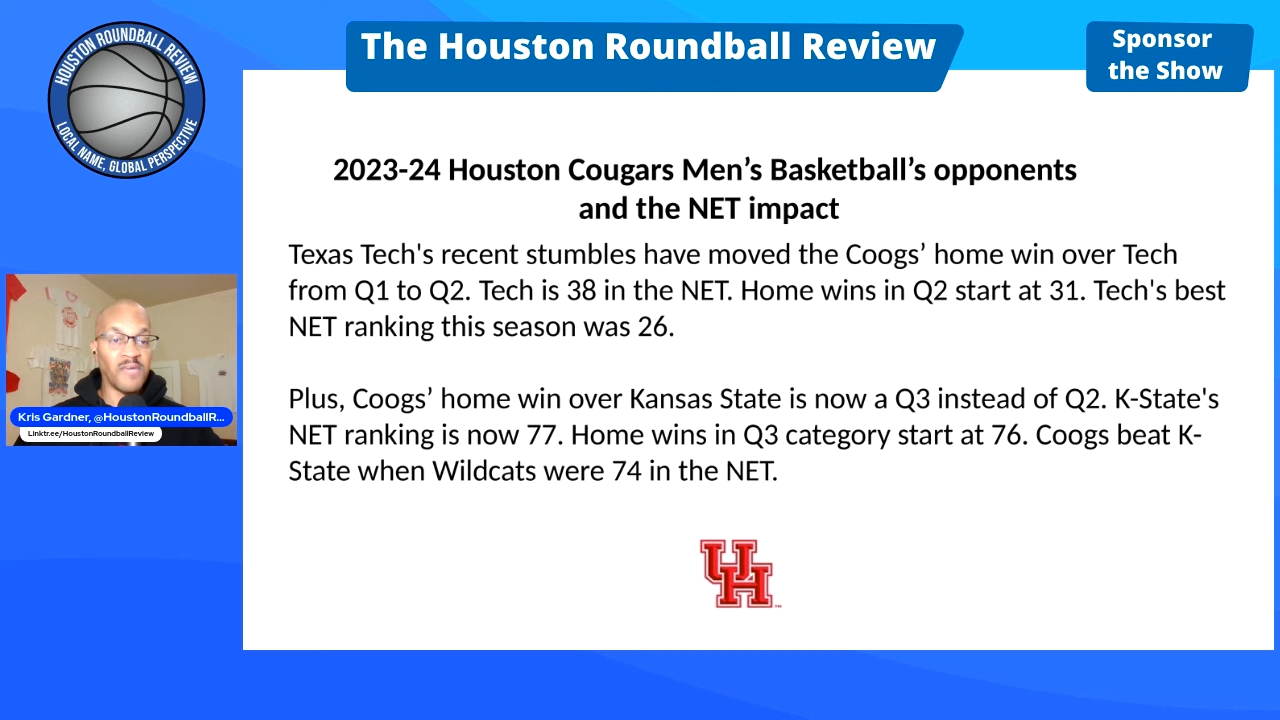 HOUSTON ROUNDBALL REVIEW
LOCAL NAME, GLOBAL PERSPECTIVE
The Houston Roundball Review
Sponsor
the Show
2023-24 Houston Cougars Men’s Basketball’s opponents
and the NET impact
Texas Tech's recent stumbles have moved the Coogs’ home win over Tech
from Q1 to Q2. Tech is 38 in the NET. Home wins in Q2 start at 31. Tech's best
NET ranking this season was 26.
Plus, Coogs’ home win over Kansas State is now a Q3 instead of Q2. K-State's
NET ranking is now 77. Home wins in Q3 category start at 76. Coogs beat K-
State when Wildcats were 74 in the NET.
Kris Gardner, @HoustonRoundballR...
Linktr.ee/HoustonRoundballReview
UH